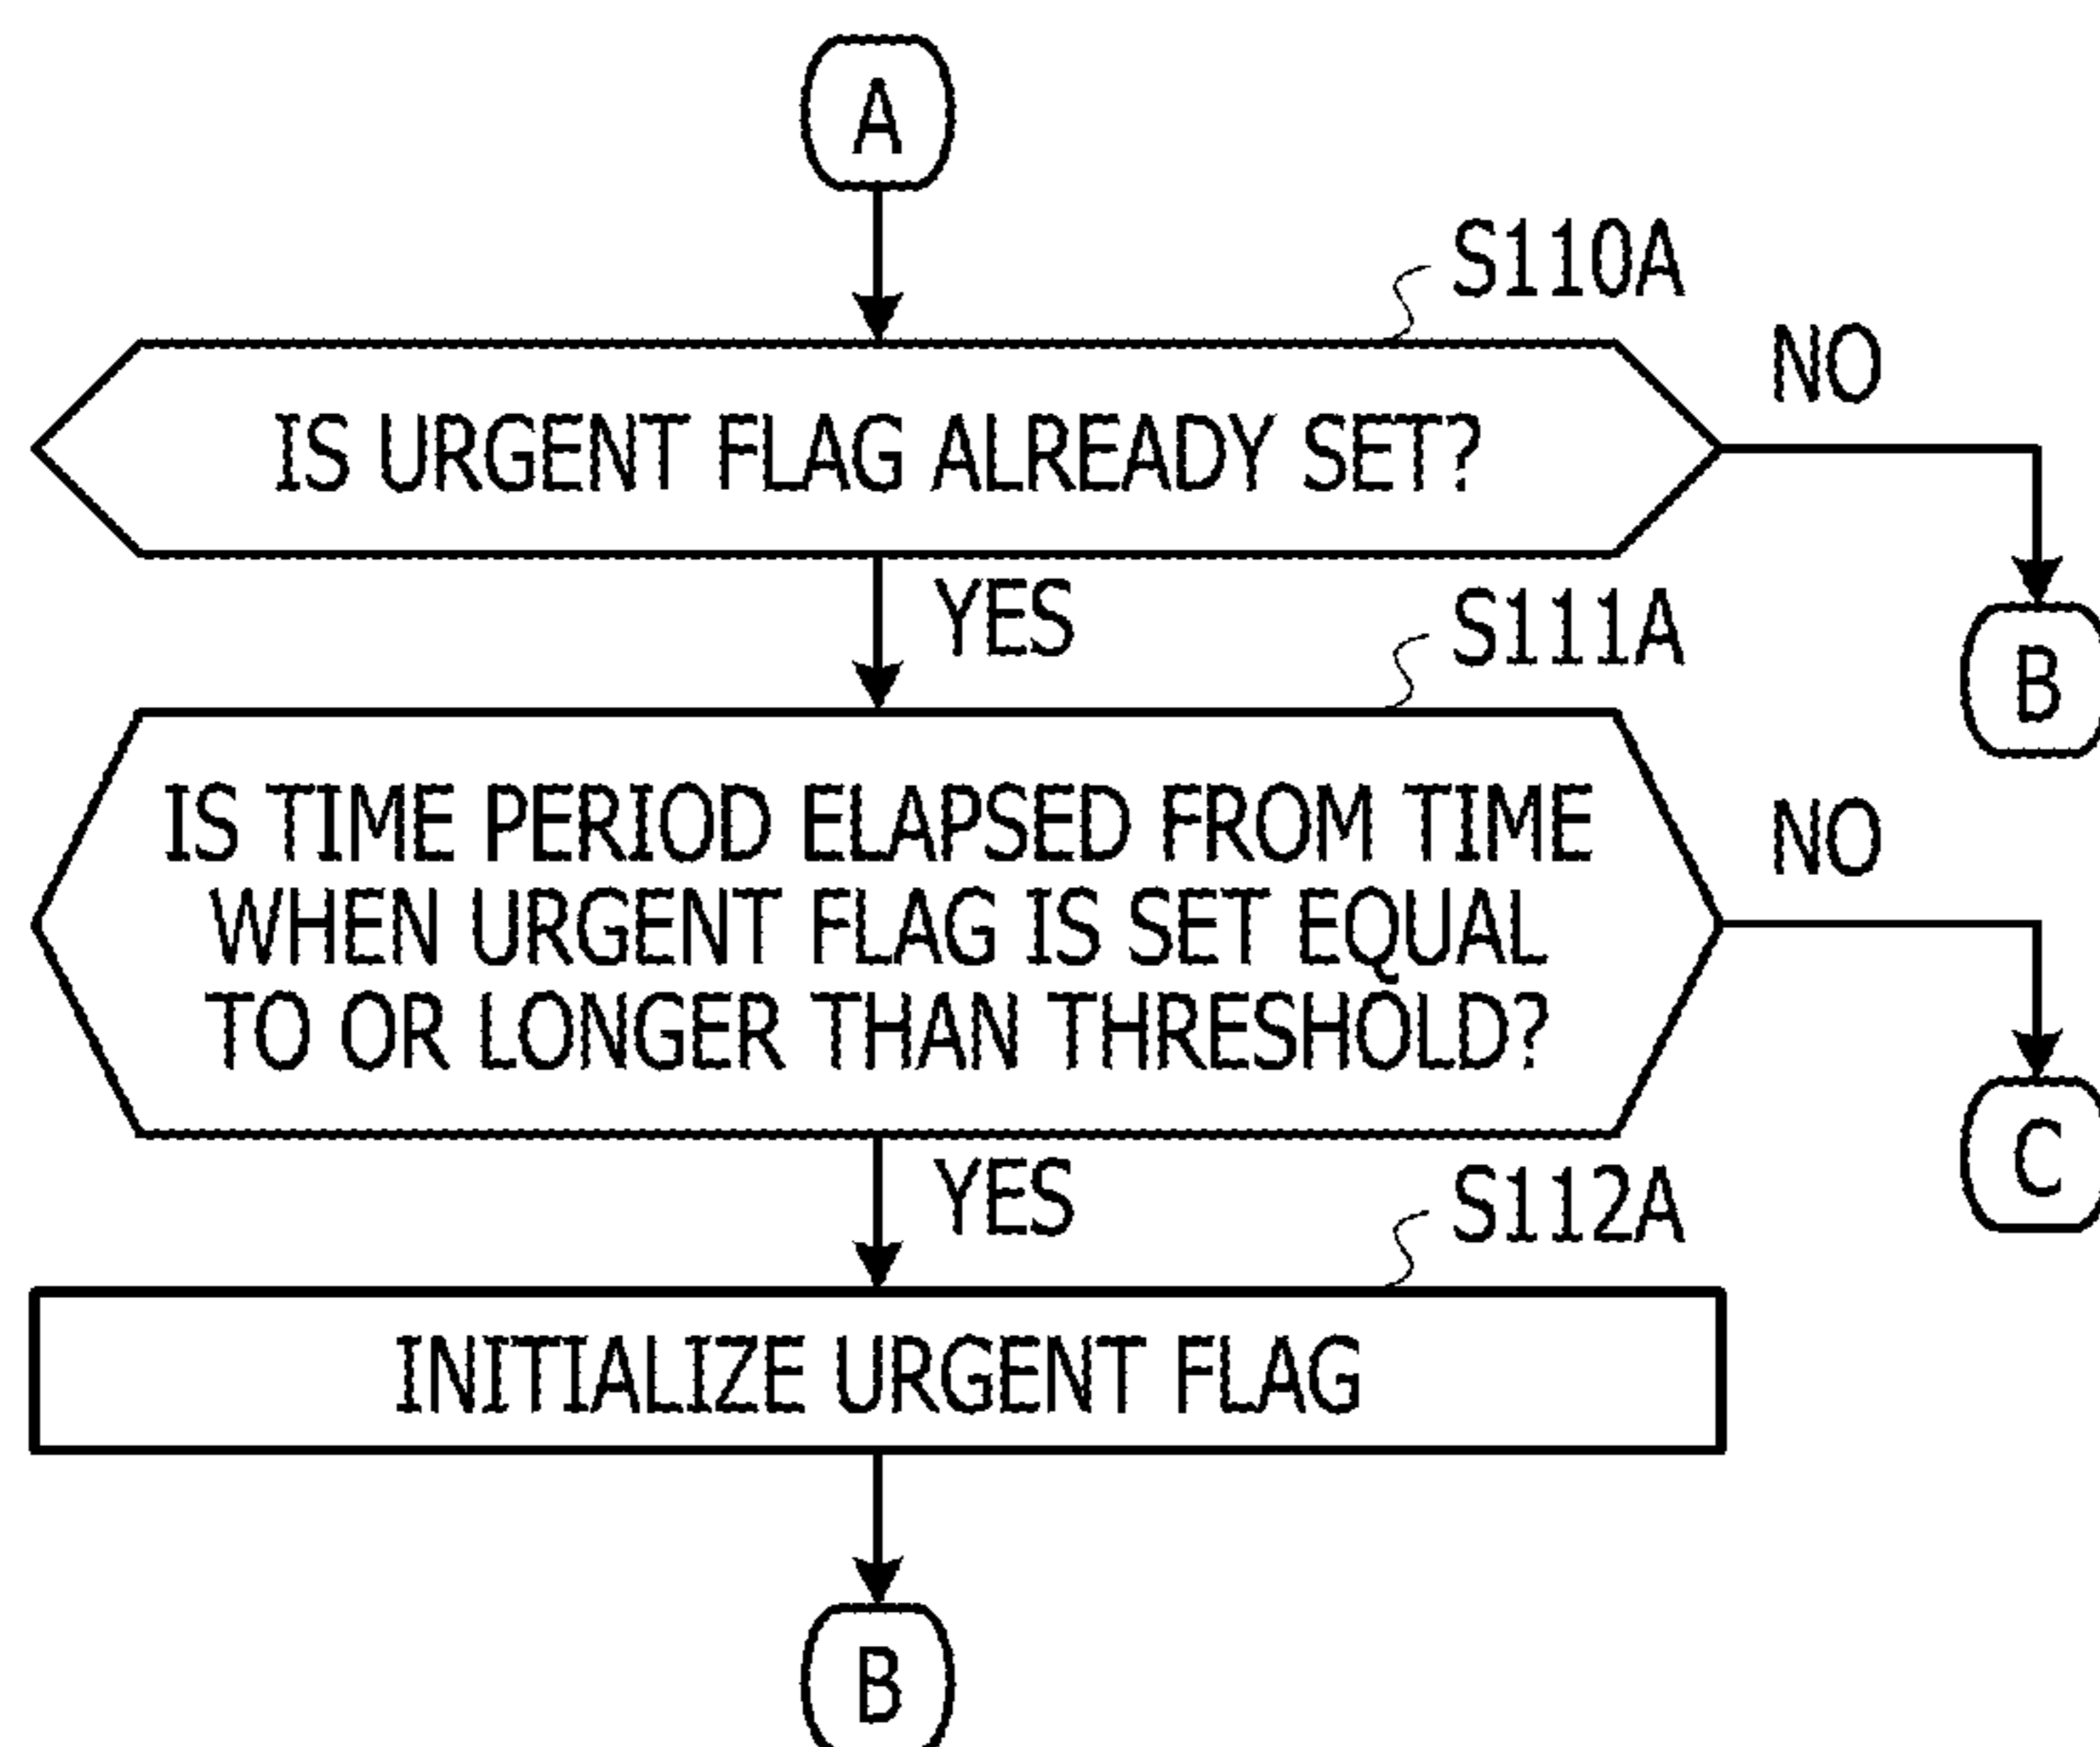 A
S110A
NO
IS URGENT FLAG ALREADY SET?
YES
S111A
B
IS TIME PERIOD ELAPSED FROM TIME
WHEN URGENT FLAG IS SET EQUAL
TO OR LONGER THAN THRESHOLD?
NO
YES
S112A
C
INITIALIZE URGENT FLAG
B